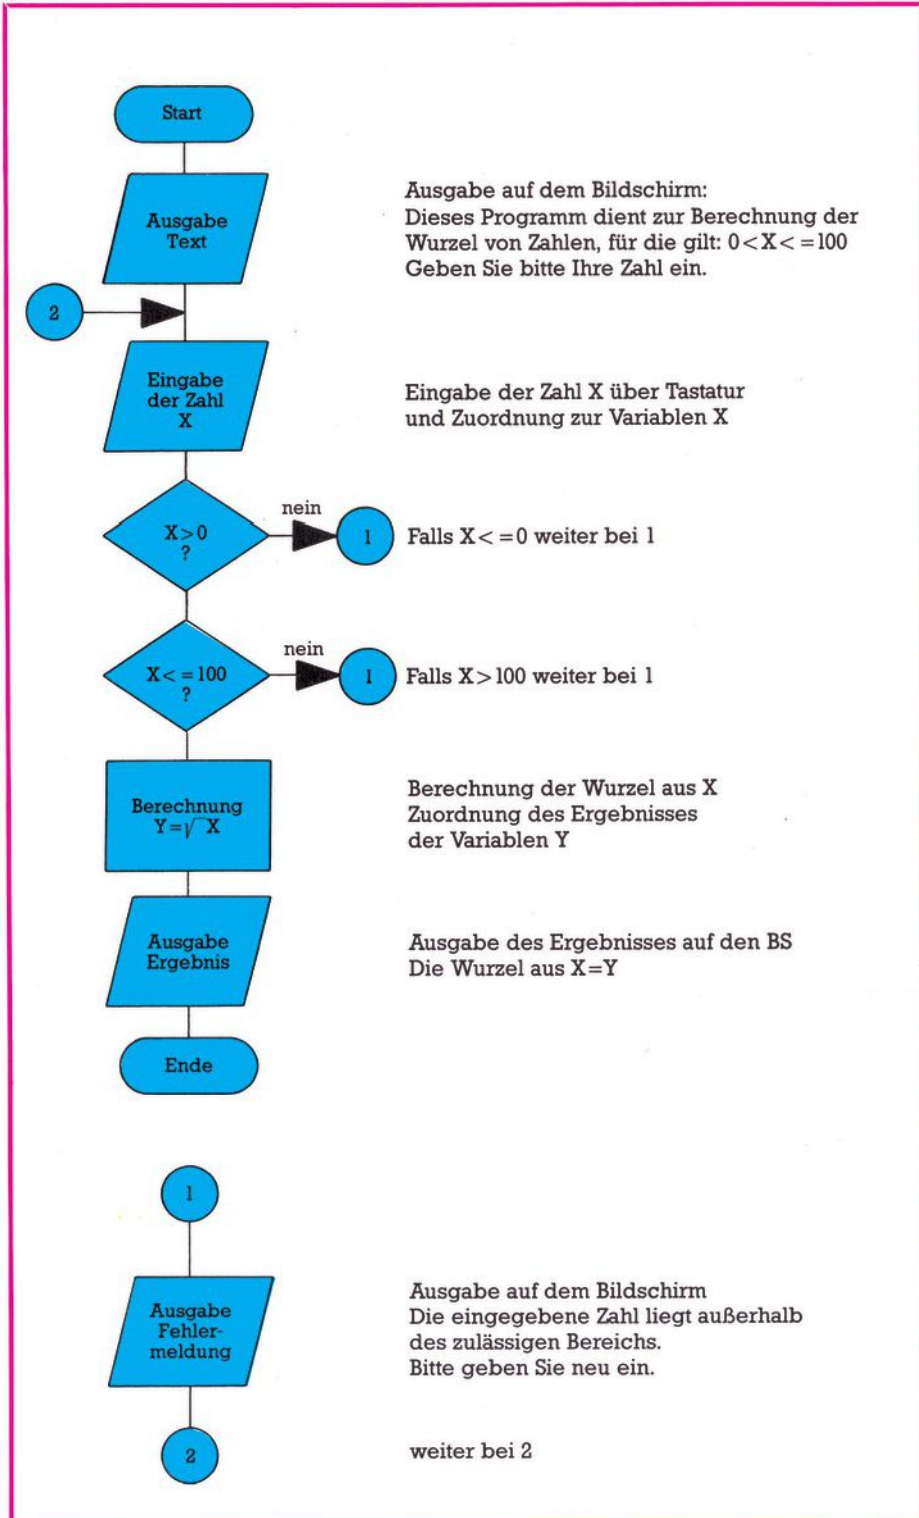 Start
Ausgabe
Text
Ausgabe auf dem Bildschirm:
Dieses Programm dient zur Berechnung der
Wurzel von Zahlen, für die gilt: 0<X< =100
Geben Sie bitte Ihre Zahl ein.
2
Eingabe
der Zahl
X
Eingabe der Zahl X über Tastatur
und Zuordnung zur Variablen X
X>0
?
nein
1
Falls X< =0 weiter bei 1
X< =100
?
nein
1
Falls X>100 weiter bei 1
Berechnung
Y=√X
Berechnung der Wurzel aus X
Zuordnung des Ergebnisses
der Variablen Y
Ausgabe
Ergebnis
Ausgabe des Ergebnisses auf den BS
Die Wurzel aus X=Y
Ende
1
Ausgabe
Fehler-
meldung
Ausgabe auf dem Bildschirm
Die eingegebene Zahl liegt außerhalb
des zulässigen Bereichs.
Bitte geben Sie neu ein.
2
weiter bei 2